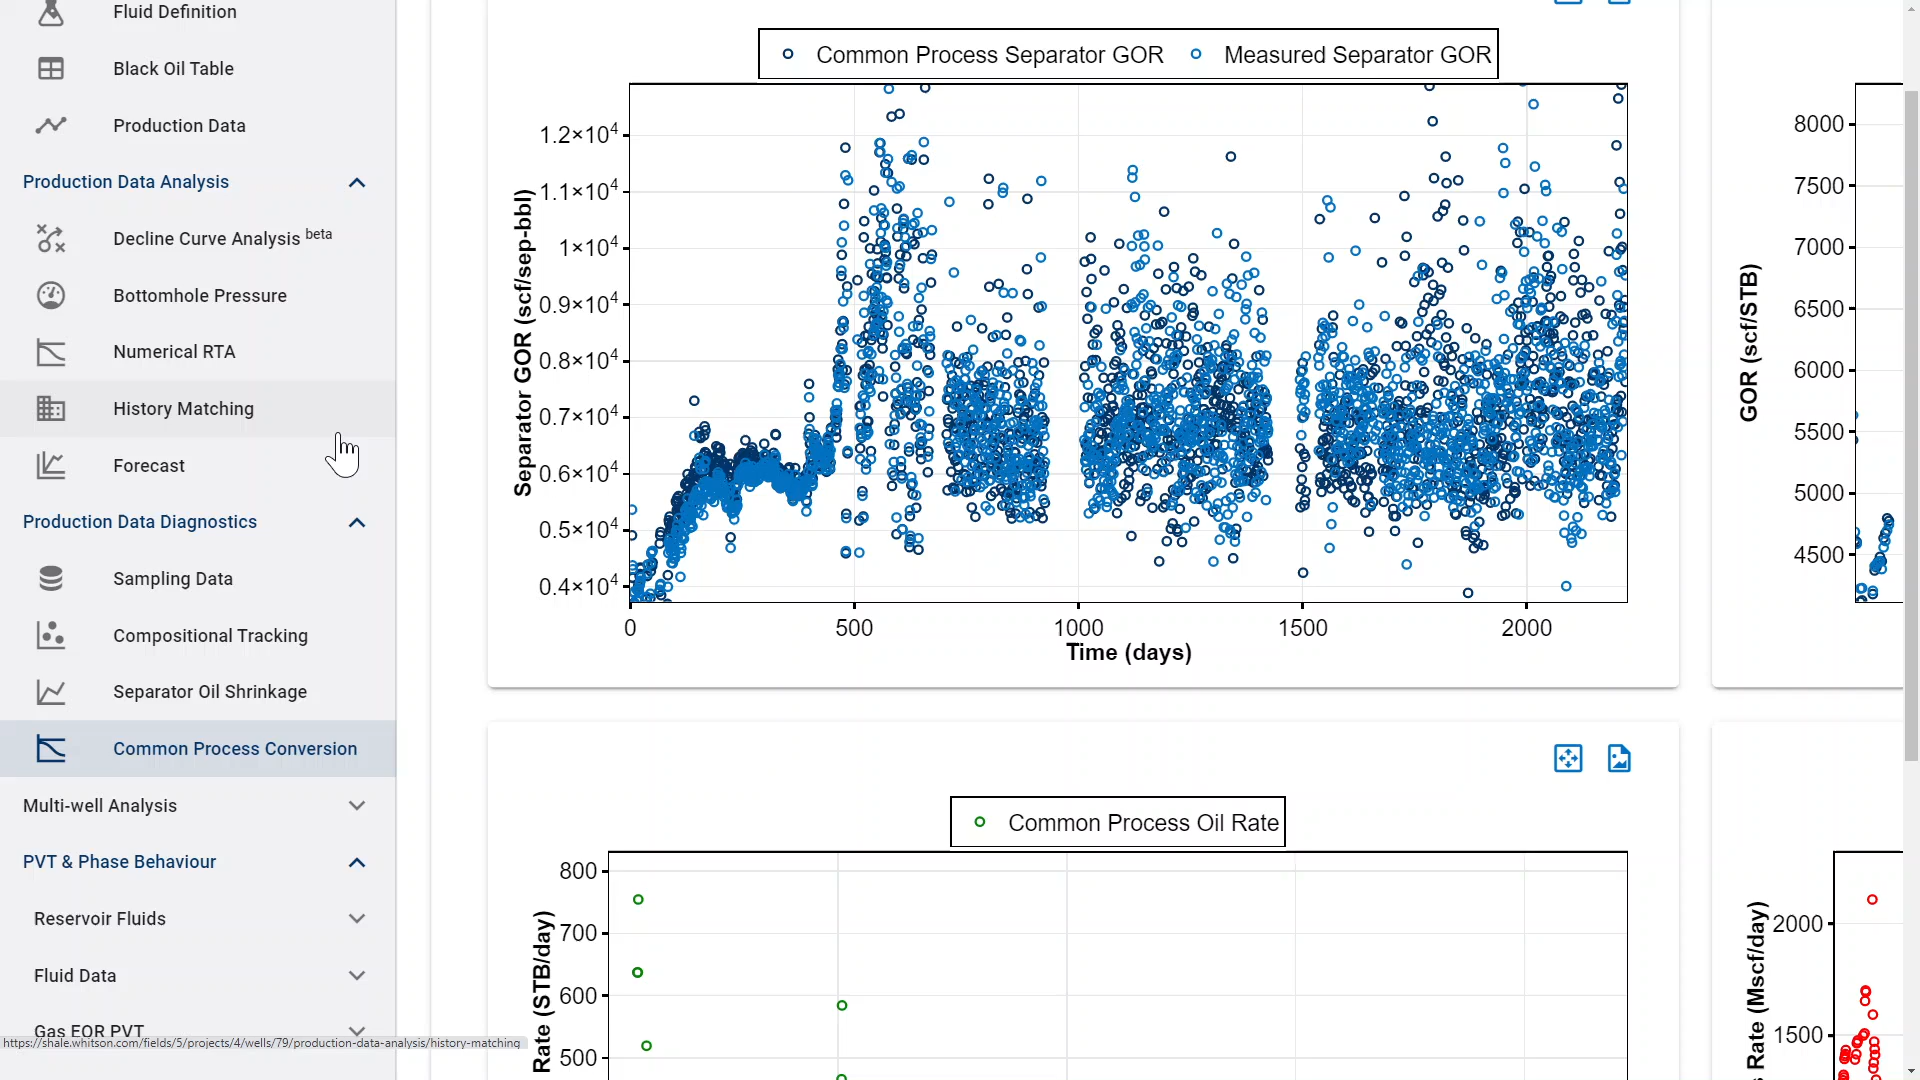 Fluid Definition
Black Oil Table
Production Data
Production Data Analysis
Decline Curve Analysis beta
Bottomhole Pressure
Numerical RTA
History Matching
Forecast
Production Data Diagnostics
Sampling Data
Compositional Tracking
Separator Oil Shrinkage
Common Process Conversion
Multi-well Analysis
PVT & Phase Behaviour
Reservoir Fluids
Fluid Data
Gas EOR PVT
https://shale.whitson.com/fields/5/projects/4/wells/79/production-data-analysis/history-matching
Common Process Separator GOR Measured Separator GOR
Separator GOR (scf/sep-bbl)
1.2×10⁴
1.1×10⁴
1×10⁴
0.9×10⁴
0.8×10⁴
0.7×10⁴
0.6×10⁴
0.5×10⁴
0.4×10⁴
0 500 1000 1500 2000
Time (days)
GOR (scf/STB)
8000
7500
7000
6500
6000
5500
5000
4500
Common Process Oil Rate
Rate (STB/day)
800
700
600
500
Rate (Mscf/day)
2000
1500